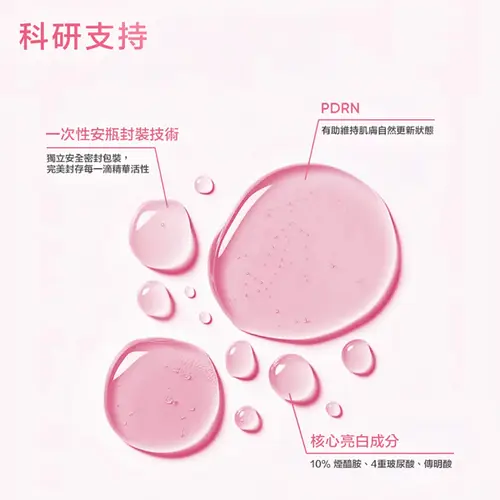 科研支持
PDRN
有助維持肌膚自然更新狀態
一次性安瓶封裝技術
獨立安全密封包裝，
完美封存每一滴精華活性
核心亮白成分
10% 煙醯胺、4重玻尿酸、傳明酸